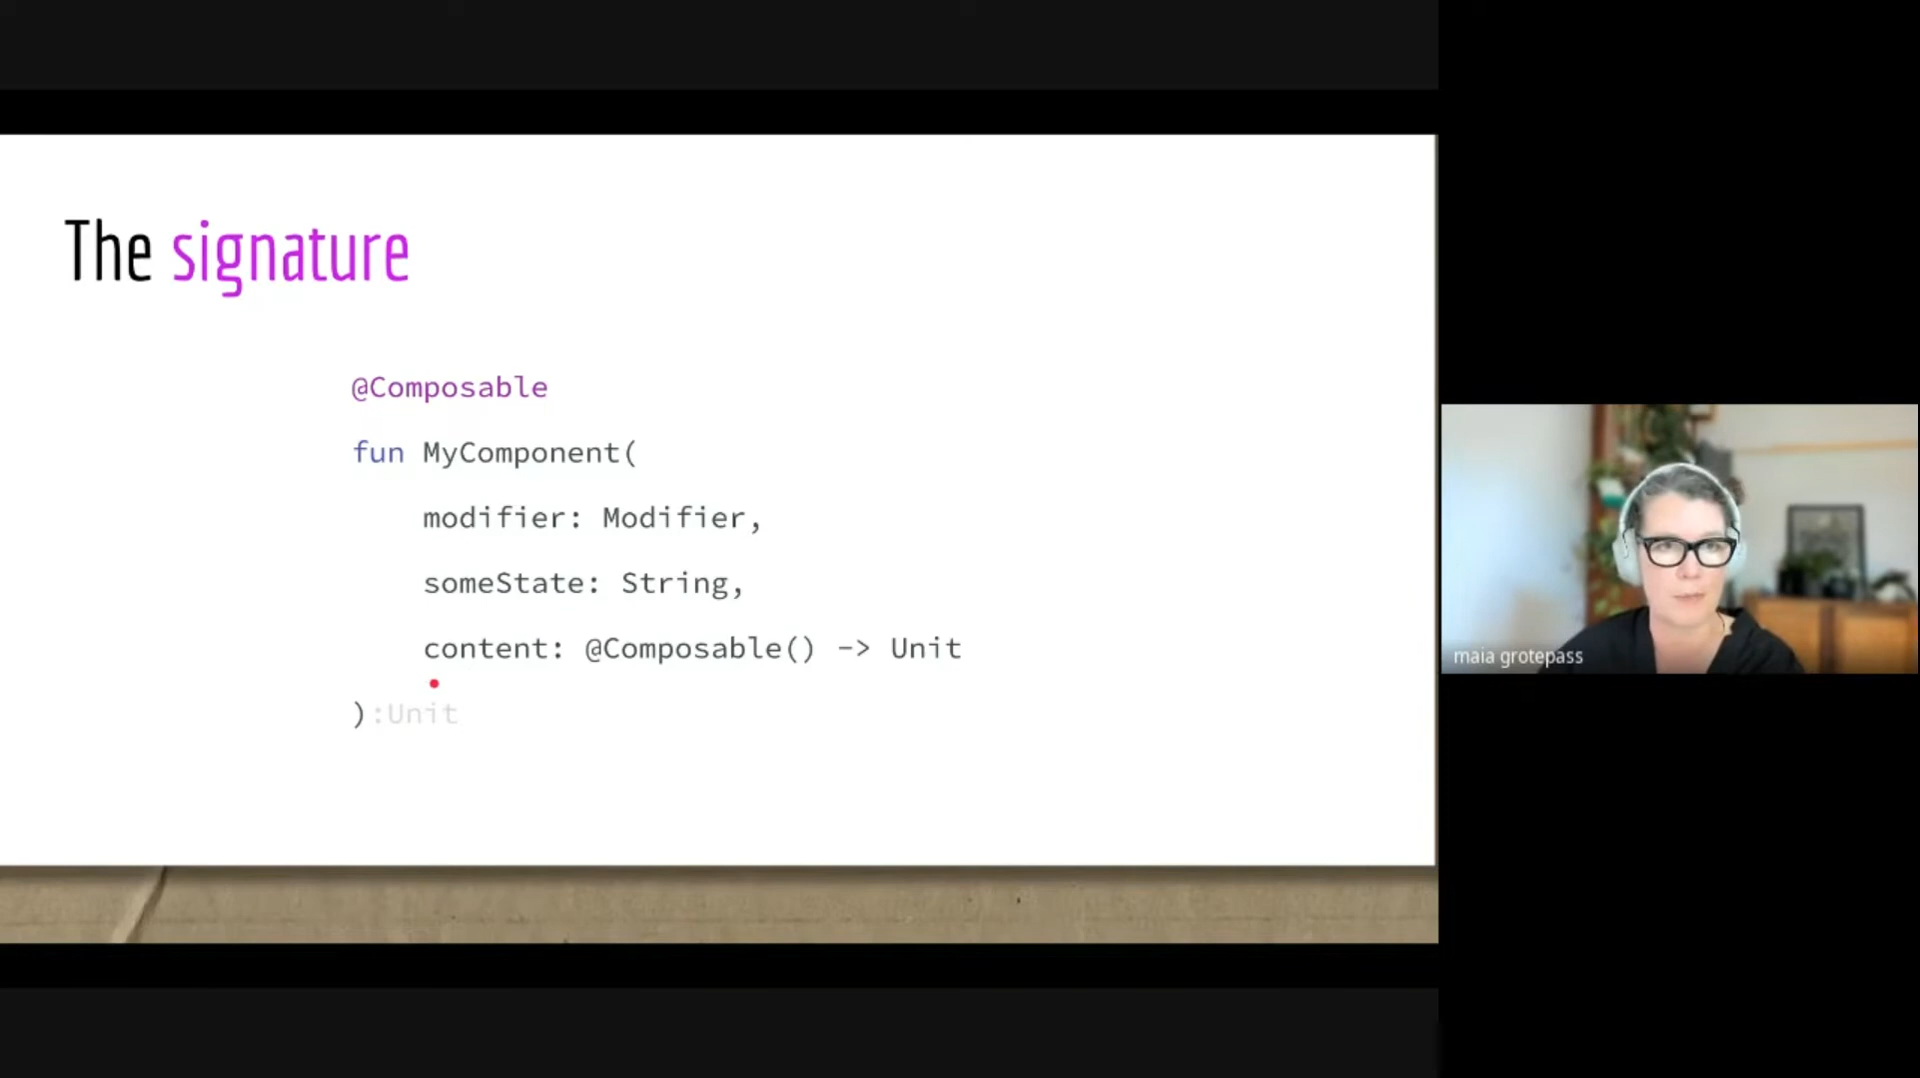 The signature
@Composable
fun MyComponent(
modifier: Modifier,
someState: String,
content: @Composable() -> Unit
):Unit
maia grotepass